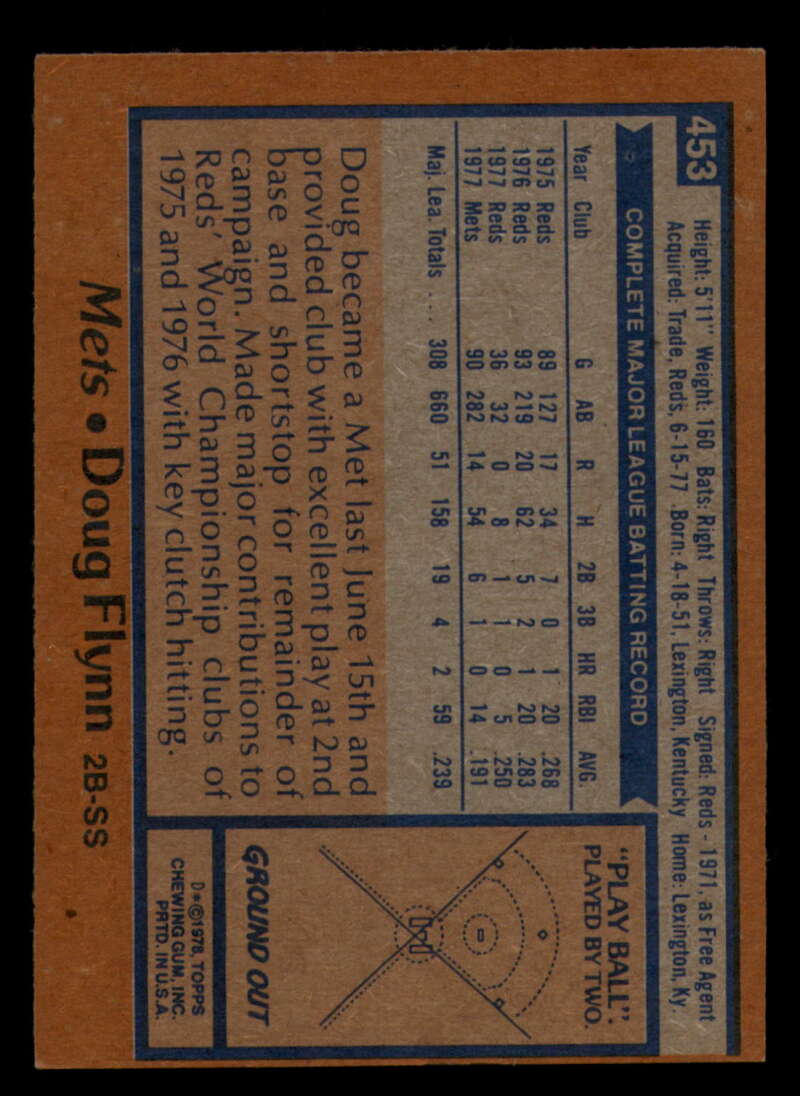 453
Height: 5'11" Weight: 160 Bats: Right Throws: Right Signed: Reds - 1971, as Free Agent
Acquired: Trade, Reds, 6-15-77 Born: 4-18-51, Lexington, Kentucky Home: Lexington, Ky.
COMPLETE MAJOR LEAGUE BATTING RECORD
Year Club G AB R H 2B 3B HR RBI AVG.
1975 Reds 89 127 17 34 7 0 1 20 .268
1976 Reds 93 219 20 62 5 2 1 20 .283
1977 Reds 36 32 0 8 1 1 0 5 .250
1977 Mets 90 282 14 54 6 1 0 14 .191
Maj. Lea. Totals .... 308 660 51 158 19 4 2 59 .239
Doug became a Met last June 15th and
provided club with excellent play at 2nd
base and shortstop for remainder of
campaign. Made major contributions to
Reds' World Championship clubs of
1975 and 1976 with key clutch hitting.
"PLAY BALL":
PLAYED BY TWO.
GROUND OUT
D*©1978, TOPPS
CHEWING GUM, INC.
PRTD. IN U.S.A.
Mets • Doug Flynn 2B-SS